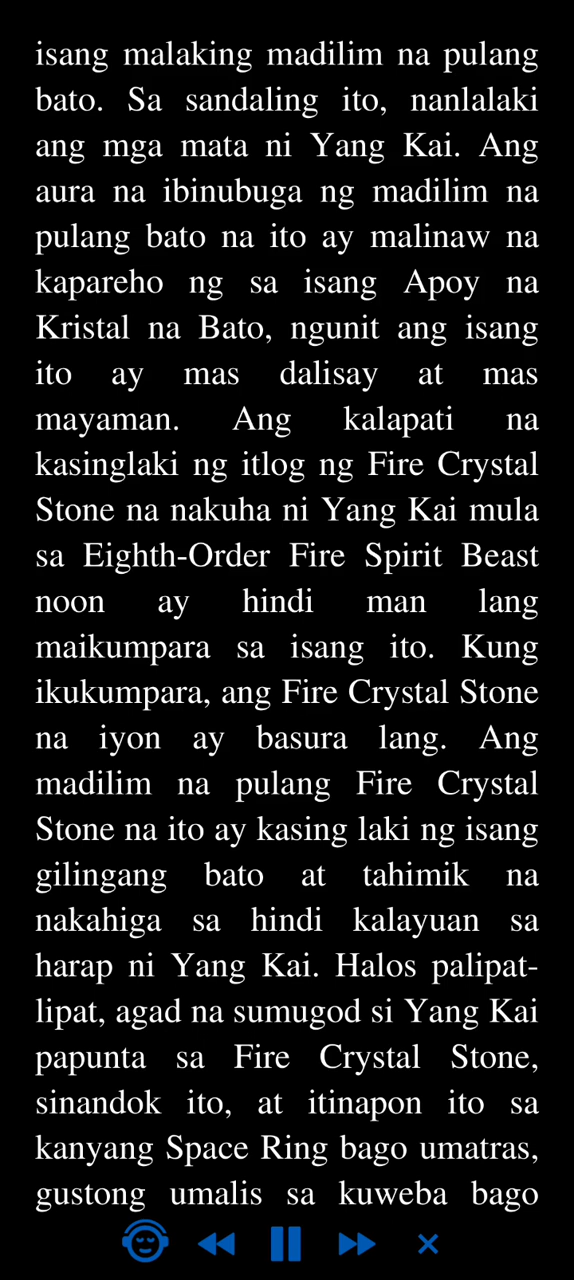 isang malaking madilim na pulang
bato. Sa sandaling ito, nanlalaki
ang mga mata ni Yang Kai. Ang
aura na ibinubuga ng madilim na
pulang bato na ito ay malinaw na
kapareho ng sa isang Apoy na
Kristal na Bato, ngunit ang isang
ito ay mas dalisay at mas
mayaman. Ang kalapati na
kasinglaki ng itlog ng Fire Crystal
Stone na nakuha ni Yang Kai mula
sa Eighth-Order Fire Spirit Beast
noon ay hindi man lang
maikumpara sa isang ito. Kung
ikukumpara, ang Fire Crystal Stone
na iyon ay basura lang. Ang
madilim na pulang Fire Crystal
Stone na ito ay kasing laki ng isang
gilingang bato at tahimik na
nakahiga sa hindi kalayuan sa
harap ni Yang Kai. Halos palipat-
lipat, agad na sumugod si Yang Kai
papunta sa Fire Crystal Stone,
sinandok ito, at itinapon ito sa
kanyang Space Ring bago umatras,
gustong umalis sa kuweba bago